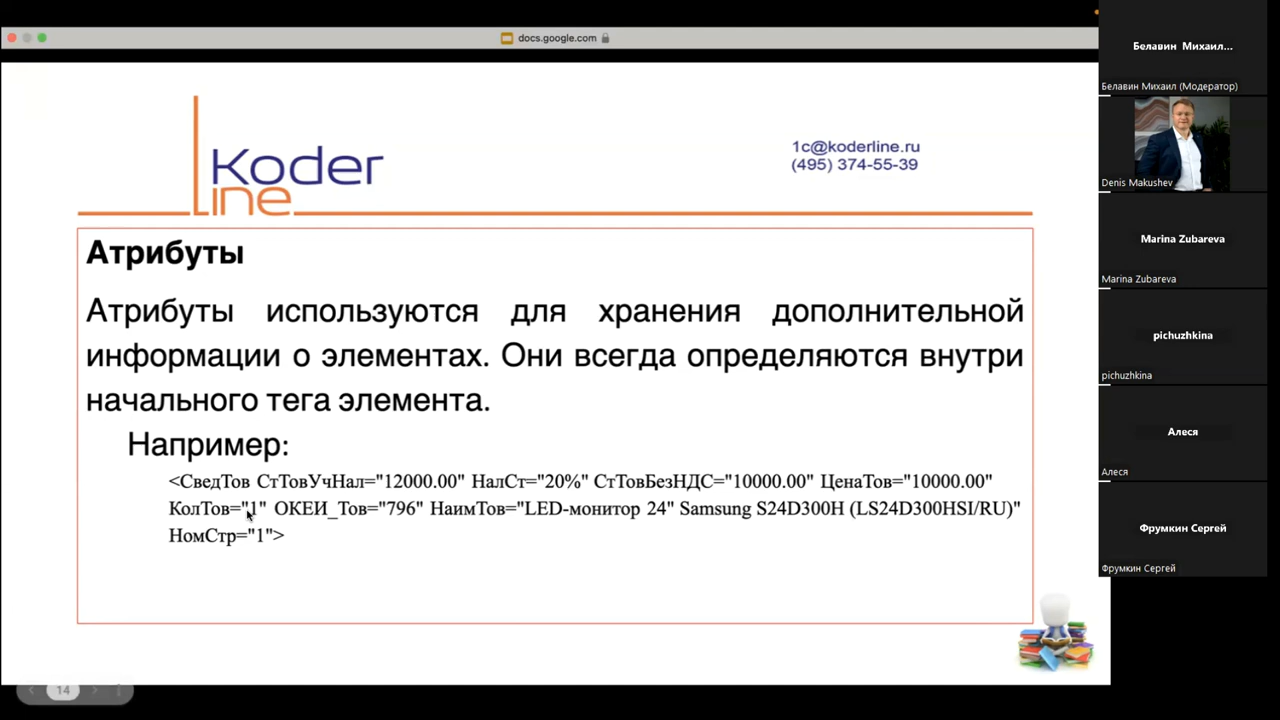 docs.google.com
Koder
line
1c@koderline.ru
(495) 374-55-39
Атрибуты
Атрибуты используются для хранения дополнительной
информации о элементах. Они всегда определяются внутри
начального тега элемента.
Например:
<СведТов СтТовУчНал="12000.00" НалСт="20%" СтТовБезНДС="10000.00" ЦенаТов="10000.00"
КолТов="1" ОКЕИ_Тов="796" НаимТов="LED-монитор 24" Samsung S24D300H (LS24D300HSI/RU)"
НомСтр="1">
14
Белавин Михаил...
Белавин Михаил (Модератор)
Denis Makushev
Marina Zubareva
Marina Zubareva
pichuzhkina
pichuzhkina
Алеся
Алеся
Фрумкин Сергей
Фрумкин Сергей